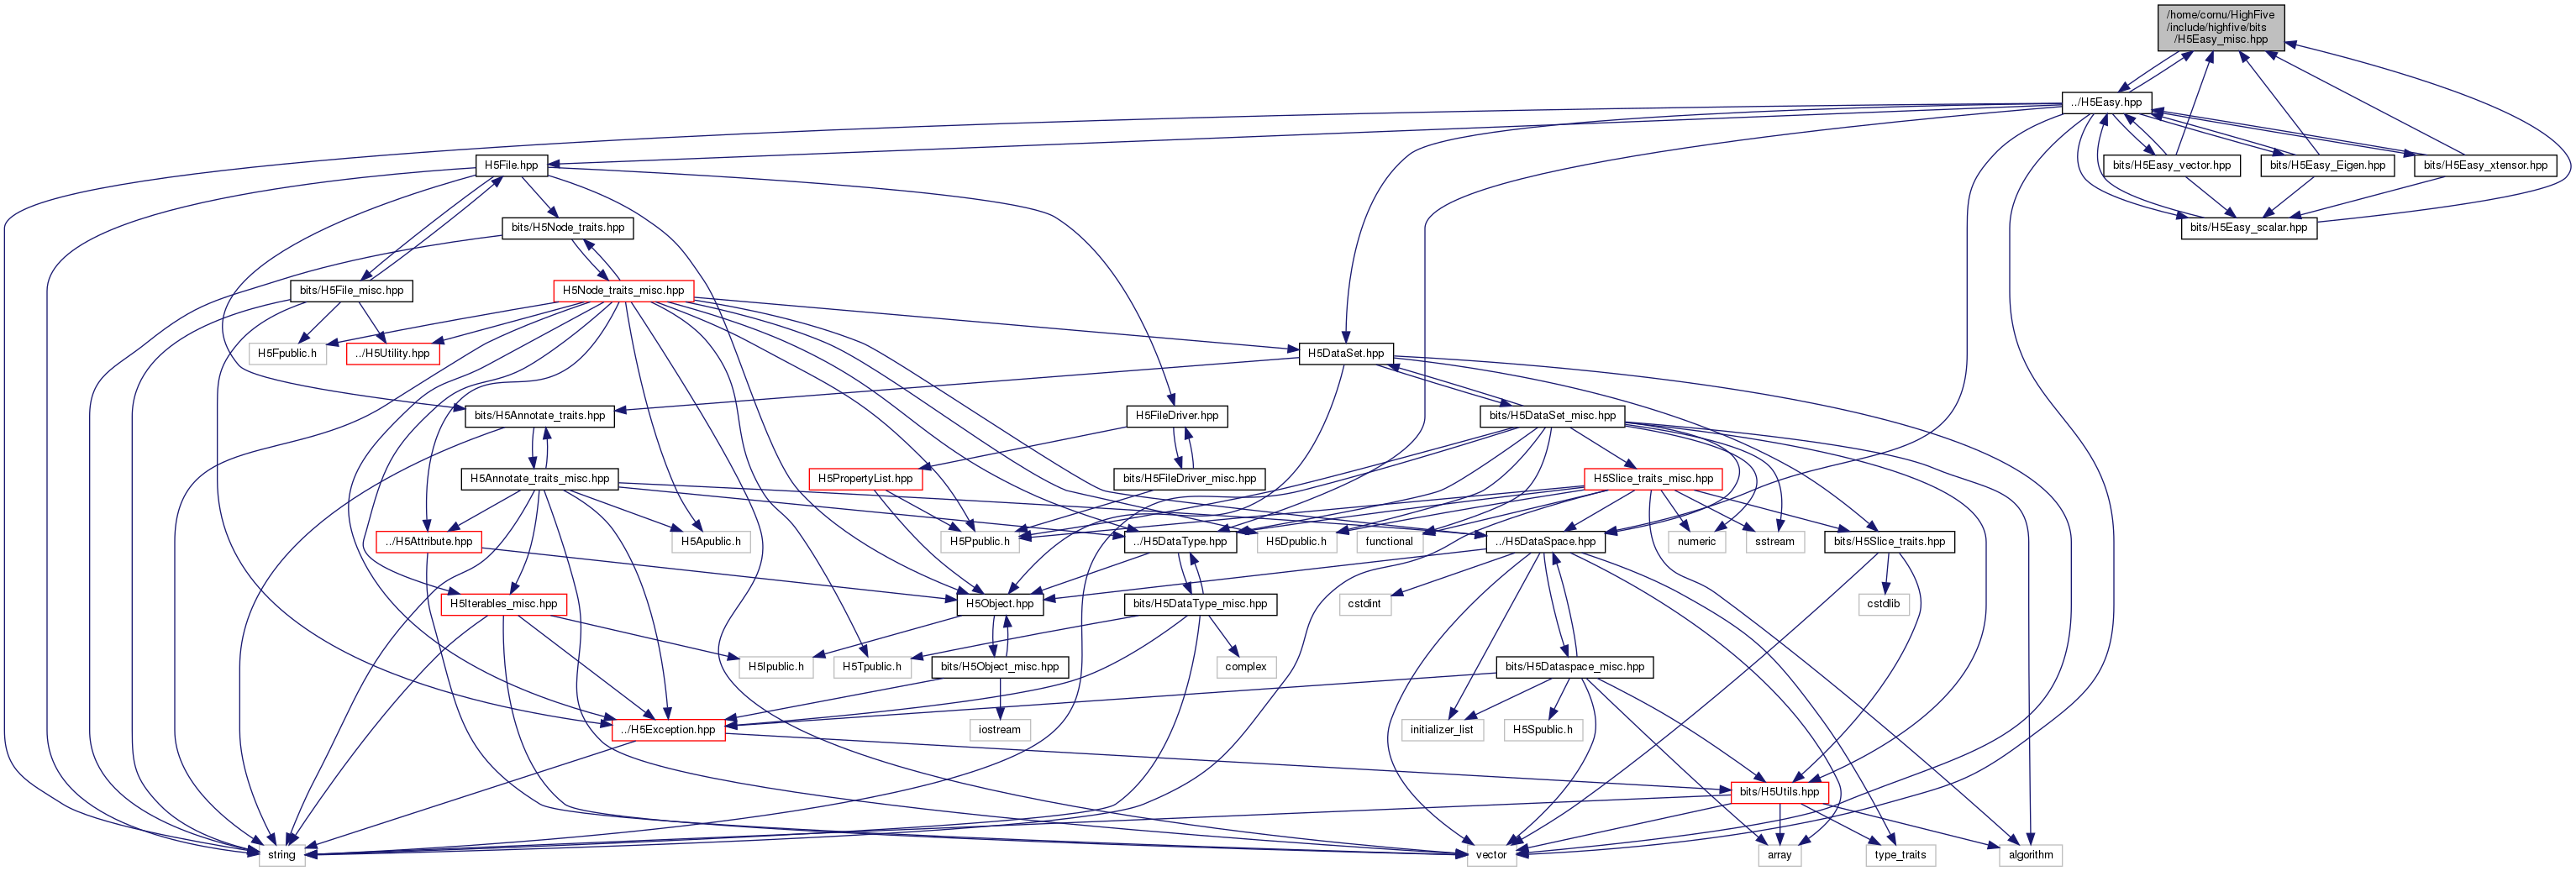 /home/cornu/HighFive
/include/highfive/bits
/H5Easy_misc.hpp
../H5Easy.hpp
H5File.hpp
bits/H5Easy_vector.hpp
bits/H5Easy_Eigen.hpp
bits/H5Easy_xtensor.hpp
bits/H5Node_traits.hpp
bits/H5Easy_scalar.hpp
bits/H5File_misc.hpp
H5Node_traits_misc.hpp
H5Fpublic.h
../H5Utility.hpp
H5DataSet.hpp
bits/H5Annotate_traits.hpp
H5FileDriver.hpp
bits/H5DataSet_misc.hpp
H5Annotate_traits_misc.hpp
H5PropertyList.hpp
bits/H5FileDriver_misc.hpp
H5Slice_traits_misc.hpp
../H5Attribute.hpp
H5Apublic.h
H5Ppublic.h
../H5DataType.hpp
H5Dpublic.h
functional
../H5DataSpace.hpp
numeric
sstream
bits/H5Slice_traits.hpp
H5Iterables_misc.hpp
H5Object.hpp
bits/H5DataType_misc.hpp
cstdint
cstdlib
H5Ipublic.h
H5Tpublic.h
bits/H5Object_misc.hpp
complex
bits/H5Dataspace_misc.hpp
../H5Exception.hpp
iostream
initializer_list
H5Spublic.h
bits/H5Utils.hpp
string
vector
array
type_traits
algorithm